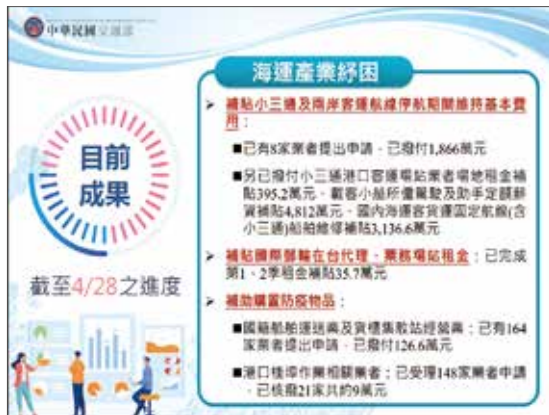 中華民國交通部
海運產業紓困
目前
成果
截至4/28之進度
➤ 補貼小三通及兩岸客運航線停航期間維持基本費
用：
■已有8家業者提出申請，已撥付1,866萬元
■另已撥付小三通港口客運場站業者場地租金補
貼395.2萬元、載客小船所僱駕駛及助手定額薪
資補貼4,812萬元、國內海運客貨運固定航線(含
小三通)船舶維修補貼3,136.6萬元
➤ 補貼國際郵輪在台代理、業務場站租金：已完成
第1、2季租金補貼35.7萬元
➤ 補助購置防疫物品：
■國籍船舶運送業及貨櫃集散站經營業：已有164
家業者提出申請，已撥付126.6萬元
■港口棧埠作業相關業者：已受理148家業者申請
，已核撥21家共約9萬元